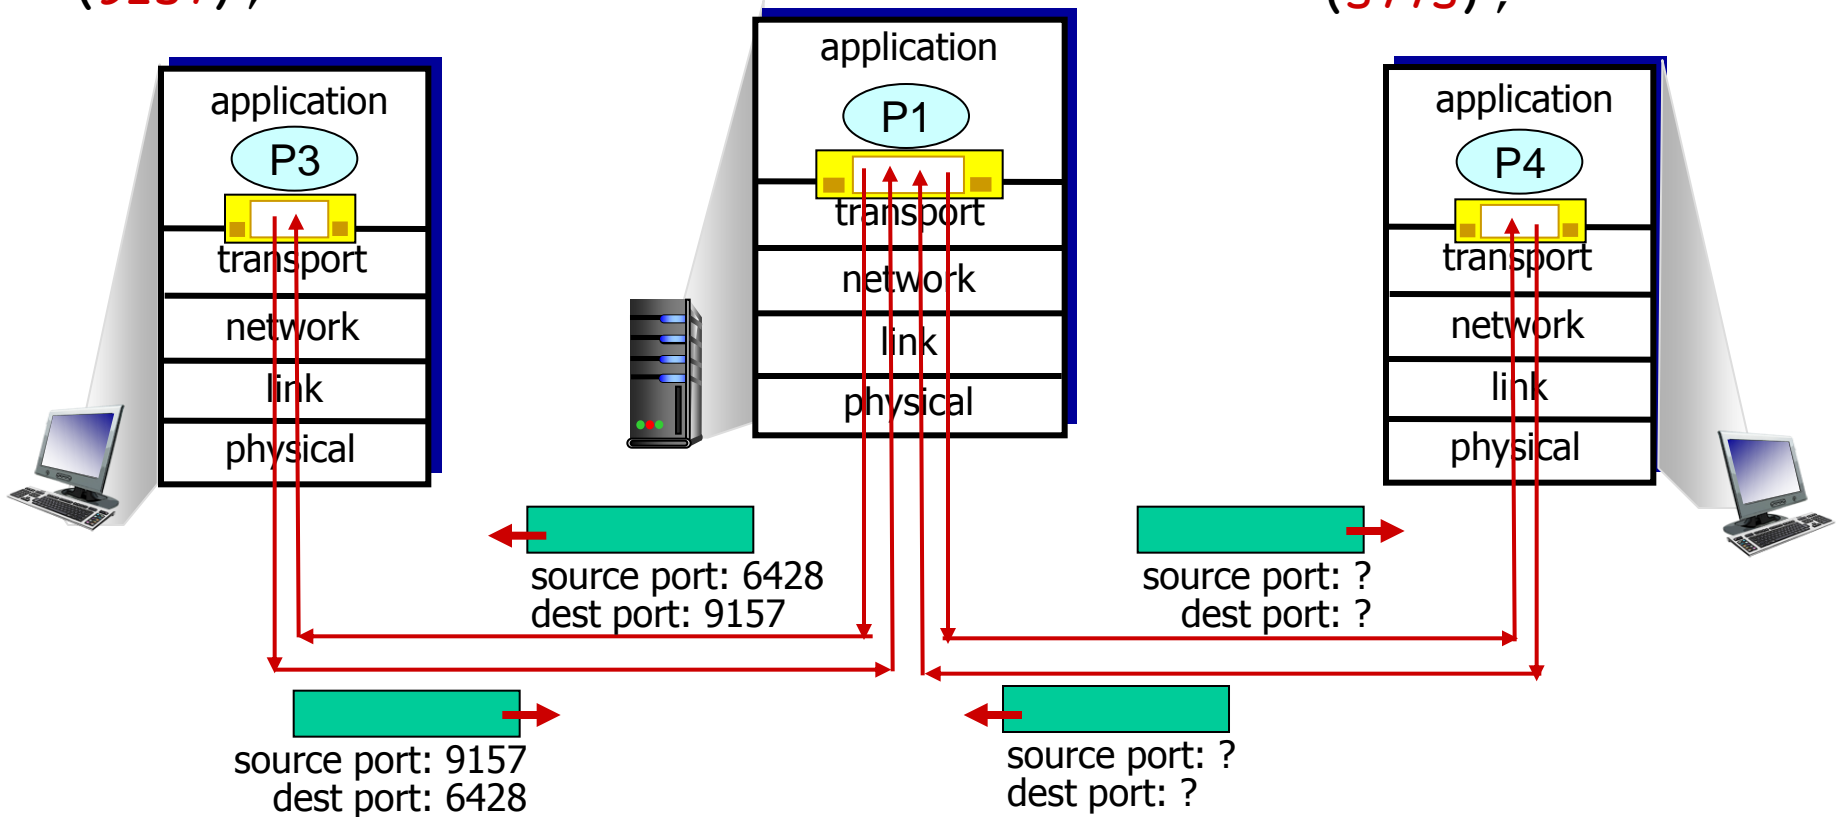 application
P3
transport
network
link
physical
application
P1
transport
network
link
physical
application
P4
transport
network
link
physical
source port: 6428
dest port: 9157
source port: ?
dest port: ?
source port: 9157
dest port: 6428
source port: ?
dest port: ?